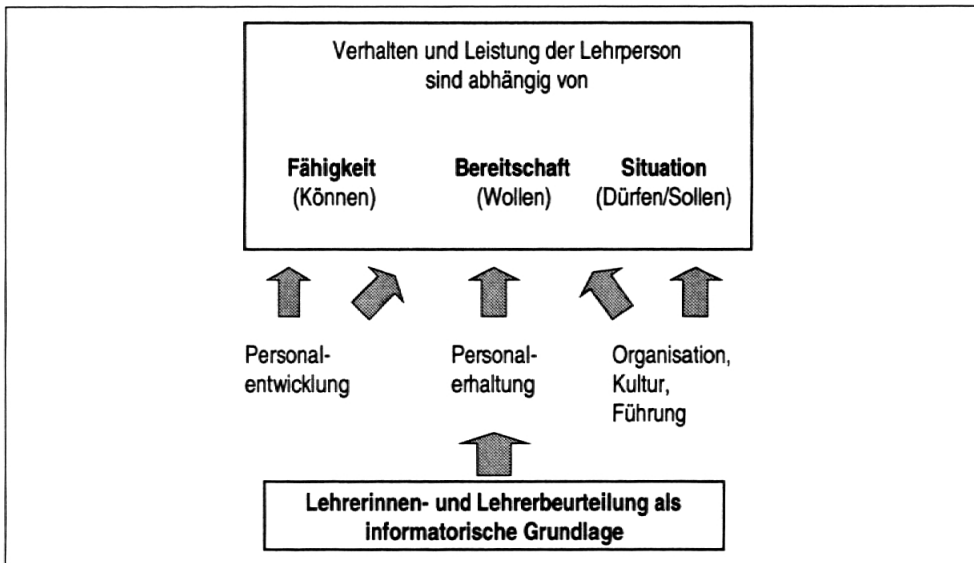 Verhalten und Leistung der Lehrperson
sind abhängig von
Fähigkeit Bereitschaft Situation
(Können) (Wollen) (Dürfen/Sollen)
Personal- Personal- Organisation,
entwicklung erhaltung Kultur,
Führung
Lehrerinnen- und Lehrerbeurteilung als
informatorische Grundlage